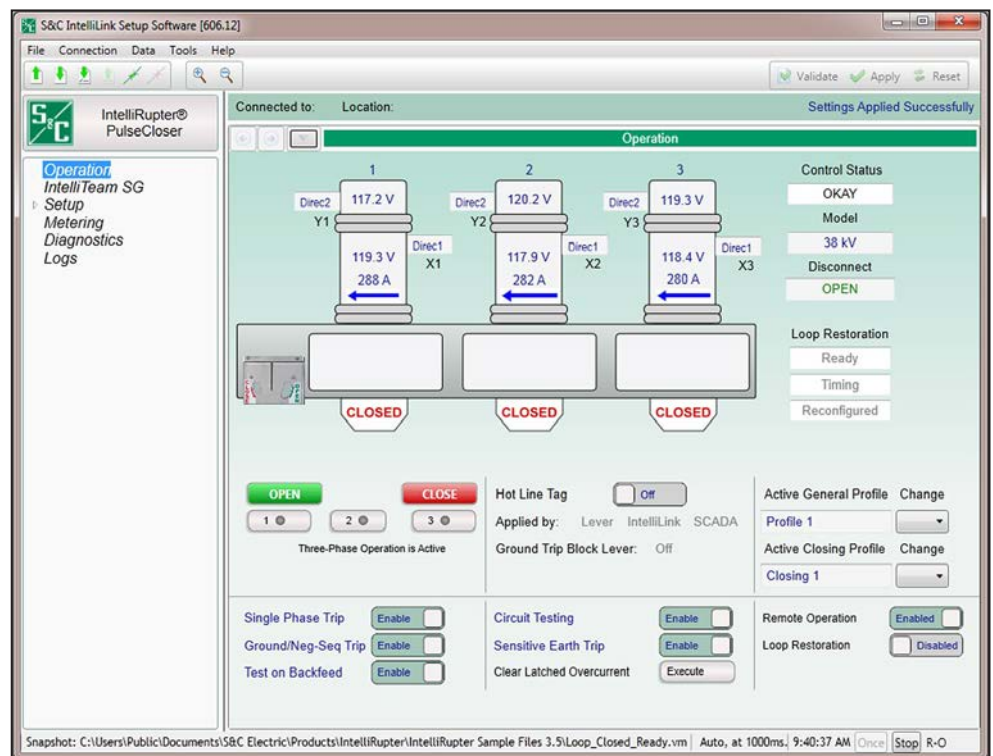 S&C IntelliLink Setup Software [606.12]
File Connection Data Tools Help
Validate Apply Reset
S&C
IntelliRupter®
PulseCloser
Connected to: Location: Settings Applied Successfully
Operation
Operation
IntelliTeam SG
Setup
Metering
Diagnostics
Logs
1 2 3
Direc2 117.2 V Direc2 120.2 V Direc2 119.3 V
Y1 Y2 Y3
Direc1 Direc1 Direc1
119.3 V X1 117.9 V X2 118.4 V X3
288 A 282 A 280 A
CLOSED CLOSED CLOSED
Control Status
OKAY
Model
38 kV
Disconnect
OPEN
Loop Restoration
Ready
Timing
Reconfigured
OPEN CLOSE
1 2 3
Three-Phase Operation is Active
Hot Line Tag Off
Applied by: Lever IntelliLink SCADA
Ground Trip Block Lever: Off
Active General Profile Change
Profile 1
Active Closing Profile Change
Closing 1
Single Phase Trip Enable
Ground/Neg-Seq Trip Enable
Test on Backfeed Enable
Circuit Testing Enable
Sensitive Earth Trip Enable
Clear Latched Overcurrent Execute
Remote Operation Enabled
Loop Restoration Disabled
Snapshot: C:\Users\Public\Documents\S&C Electric\Products\IntelliRupter\IntelliRupter Sample Files 3.5\Loop_Closed_Ready.vm Auto, at 1000ms. 9:40:37 AM Once Stop R-O